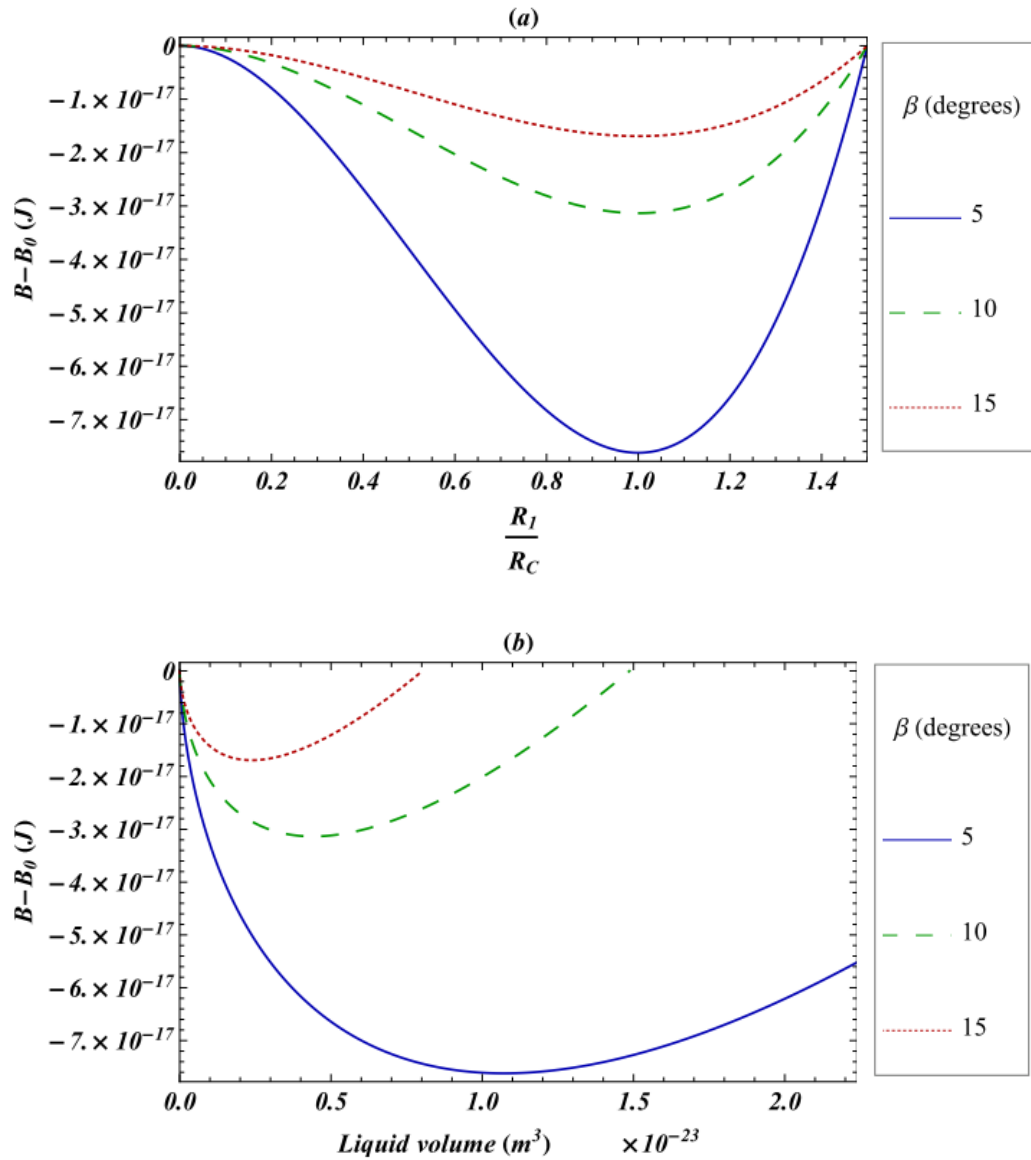 (a)
0
−1.×10−17
−2.×10−17
−3.×10−17
−4.×10−17
−5.×10−17
−6.×10−17
−7.×10−17
B−B0 (J)
0.0 0.2 0.4 0.6 0.8 1.0 1.2 1.4
R1
RC
β (degrees)
5
10
15
(b)
0
−1.×10−17
−2.×10−17
−3.×10−17
−4.×10−17
−5.×10−17
−6.×10−17
−7.×10−17
B−B0 (J)
0.0 0.5 1.0 1.5 2.0
Liquid volume (m3) ×10−23
β (degrees)
5
10
15